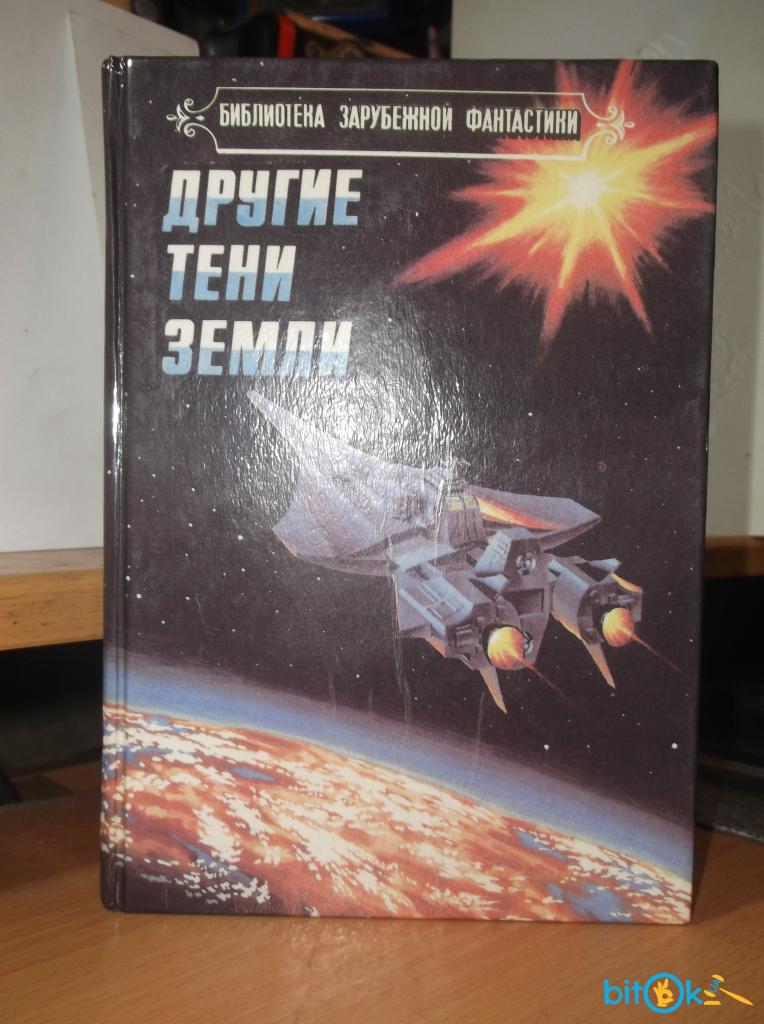 БИБЛИОТЕКА ЗАРУБЕЖНОЙ ФАНТАСТИКИ
ДРУГИЕ
ТЕНИ
ЗЕМЛИ
bitOk